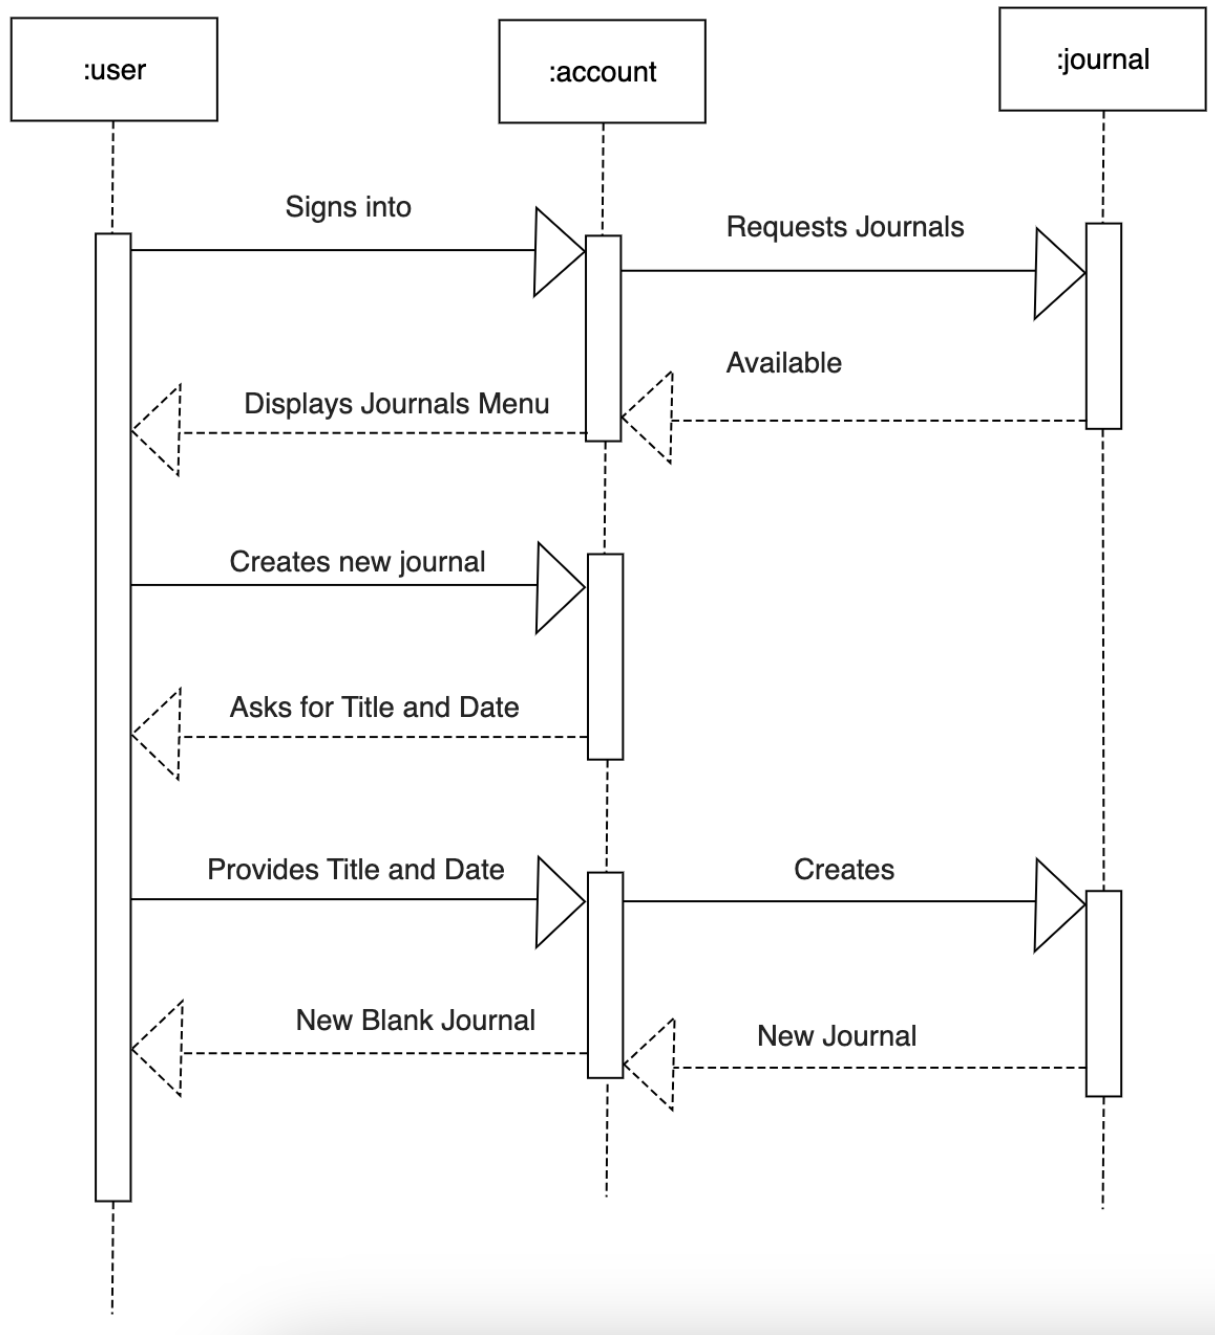 :user
:account
:journal
Signs into
Requests Journals
Available
Displays Journals Menu
Creates new journal
Asks for Title and Date
Provides Title and Date
Creates
New Blank Journal
New Journal